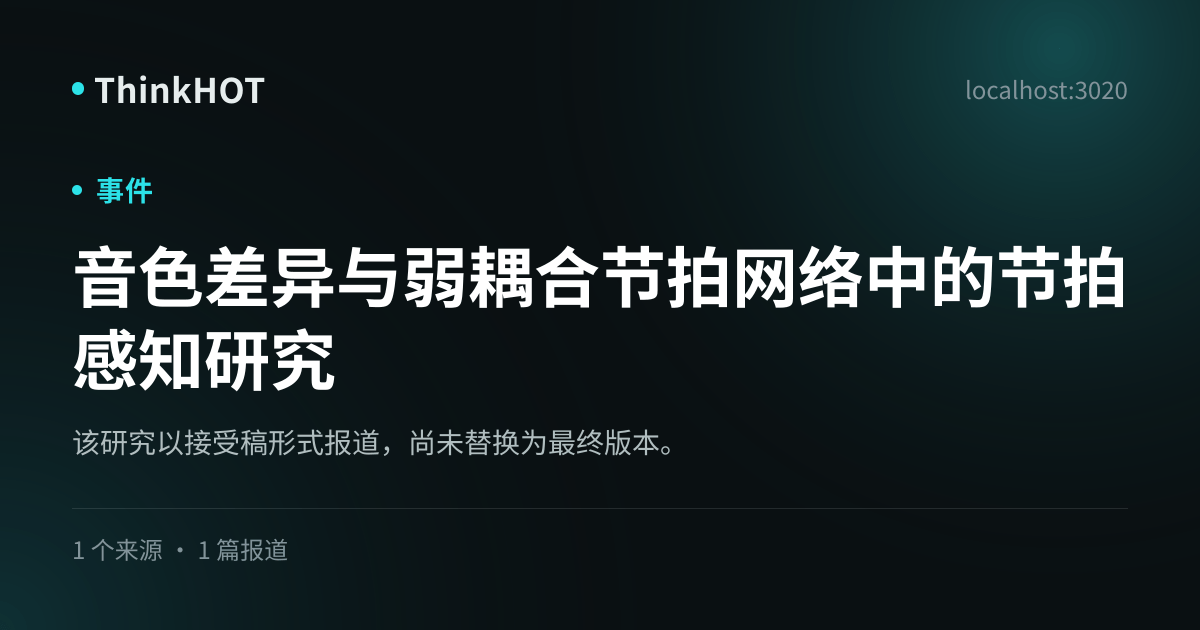 ThinkHOT
localhost:3020
事件
音色差异与弱耦合节拍网络中的节拍
感知研究
该研究以接受稿形式报道，尚未替换为最终版本。
1 个来源 · 1 篇报道